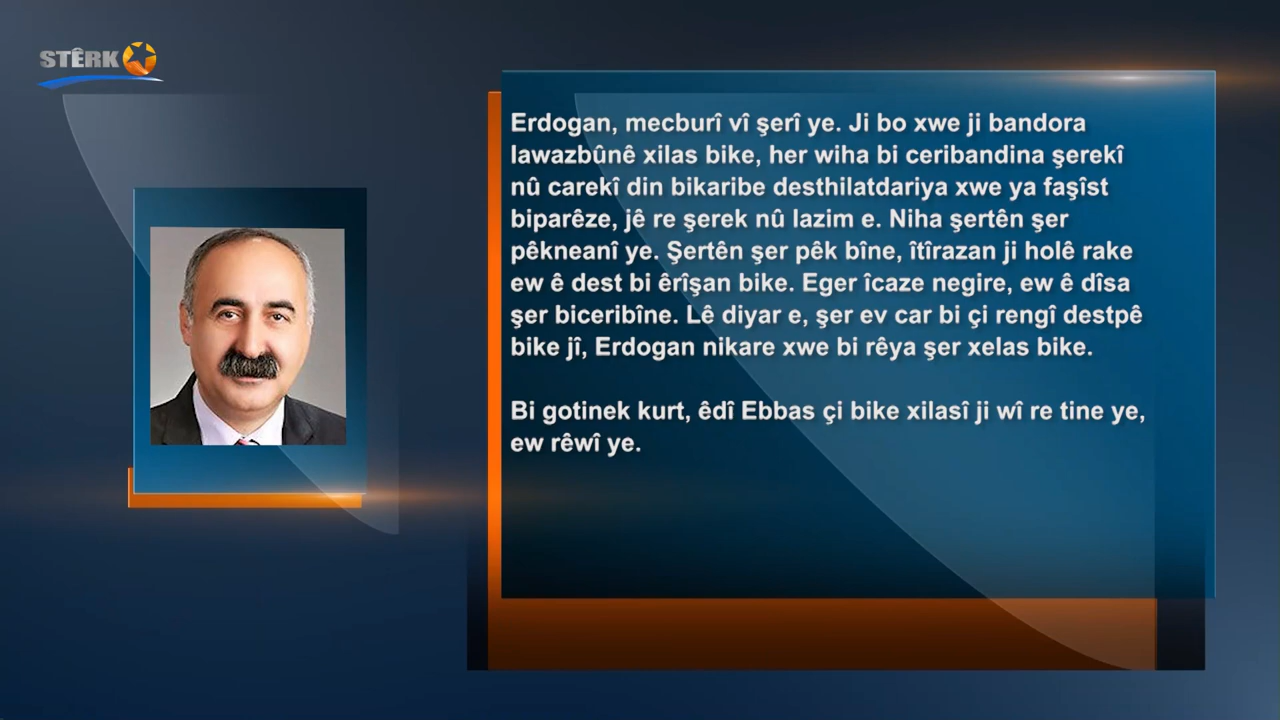 STÊRK
Erdogan, mecburî vî şerî ye. Ji bo xwe ji bandora
lawazbûnê xilas bike, her wiha bi ceribandina şerekî
nû carekî din bikaribe desthilatdariya xwe ya faşîst
biparêze, jê re şerek nû lazim e. Niha şertên şer
pêkneanî ye. Şertên şer pêk bîne, îtîrazan ji holê rake
ew ê dest bi êrîşan bike. Eger îcaze negire, ew ê dîsa
şer biceribîne. Lê diyar e, şer ev car bi çi rengî destpê
bike jî, Erdogan nikare xwe bi rêya şer xelas bike.
Bi gotinek kurt, êdî Ebbas çi bike xilasî ji wî re tine ye,
ew rêwî ye.